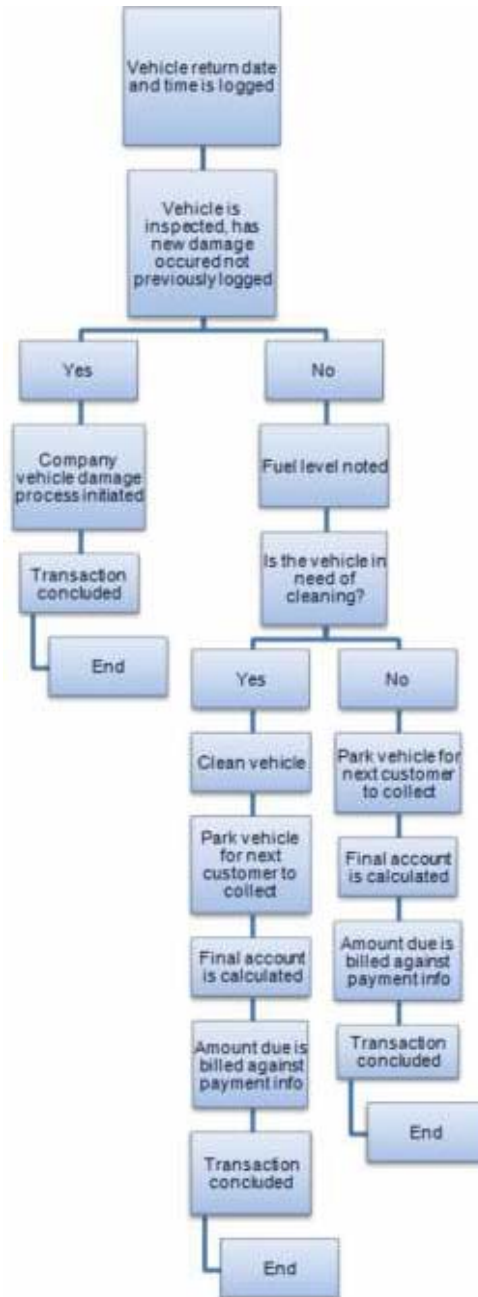 Vehicle return date
and time is logged
Vehicle is
inspected, has
new damage
occured not
previously logged
Yes
No
Company
vehicle damage
process initiated
Fuel level noted
Transaction
concluded
Is the vehicle in
need of
cleaning?
End
Yes
No
Clean vehicle
Park vehicle for
next customer
to collect
Park vehicle
for next
customer to
collect
Final account
is calculated
Final account
is calculated
Amount due is
billed against
payment info
Amount due is
billed against
payment info
Transaction
concluded
Transaction
concluded
End
End